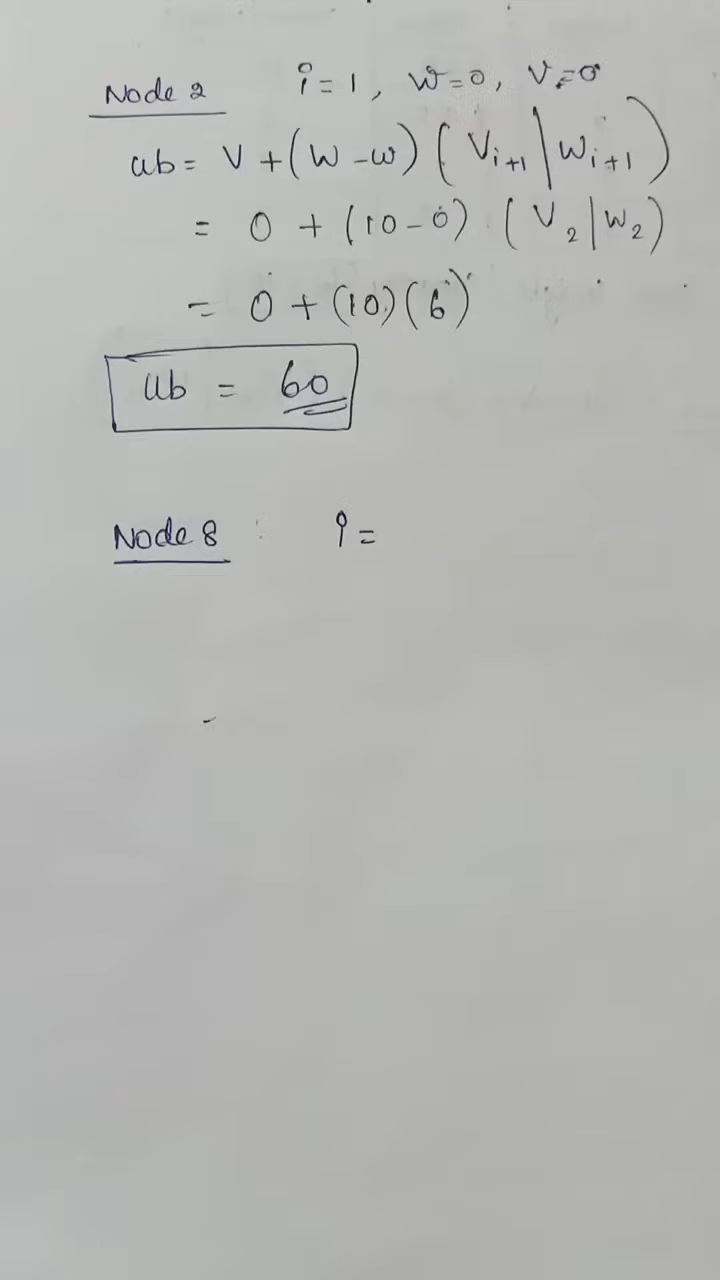 Node 2 i=1, w=0, V=0
ub= V +(W-w) (Vi+1|Wi+1)
= 0 + (10-0) (V2|W2)
= 0 + (10)(6)
ub = 60
Node 8 : i=